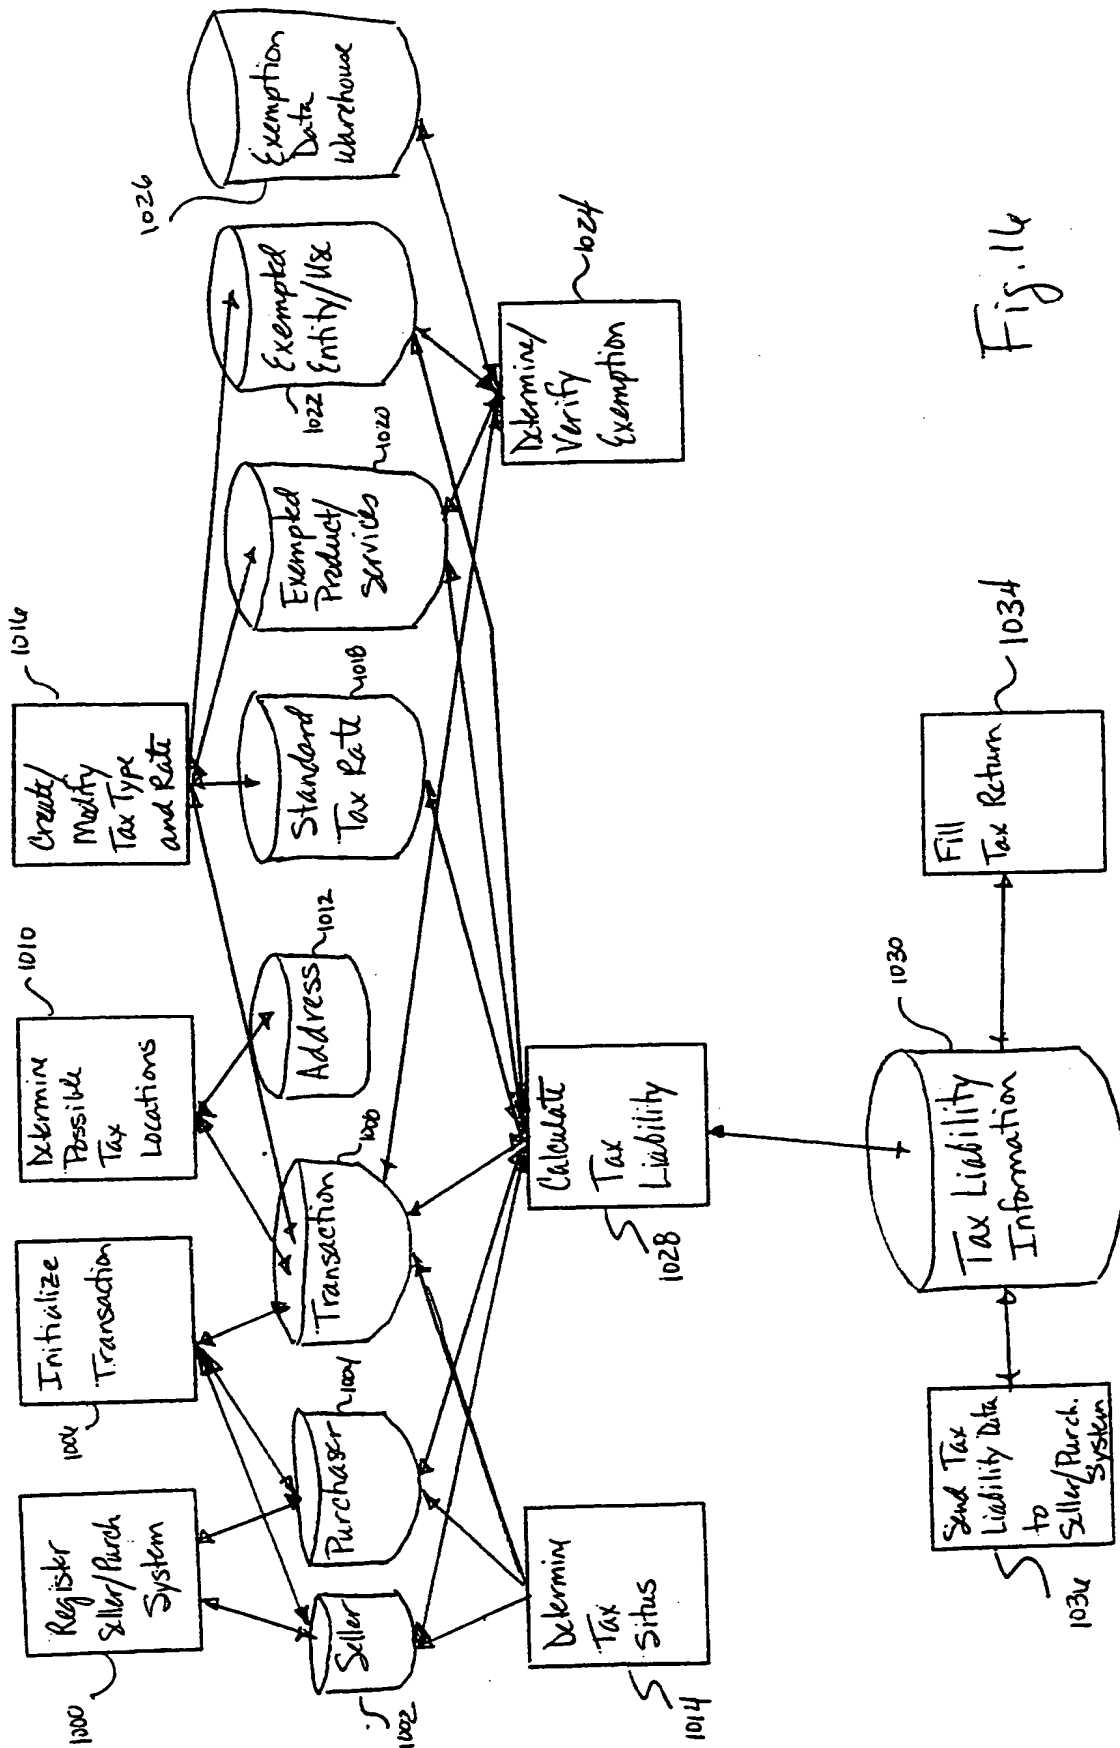 1000
Register
Seller/Purch
System
1006
Initialize
Transaction
1010
Determine
Possible
Tax
Locations
1016
Create/
Modify
Tax Type
and Rate
1002
Seller
Purchaser
1004
Transaction
1008
Address
1012
Standard
Tax Rate
1018
Exempted
Product/
Services
1020
1022
Exempted
Entity/Use
1026
Exemption
Data
Warehouse
1014
Determine
Tax
Situs
1028
Calculate
Tax
Liability
Determine/
Verify
Exemption
1024
1036
Send Tax
Liability Data
to
Seller/Purch.
System
Tax Liability
Information
1030
Fill
Tax Return
1034
Fig. 16